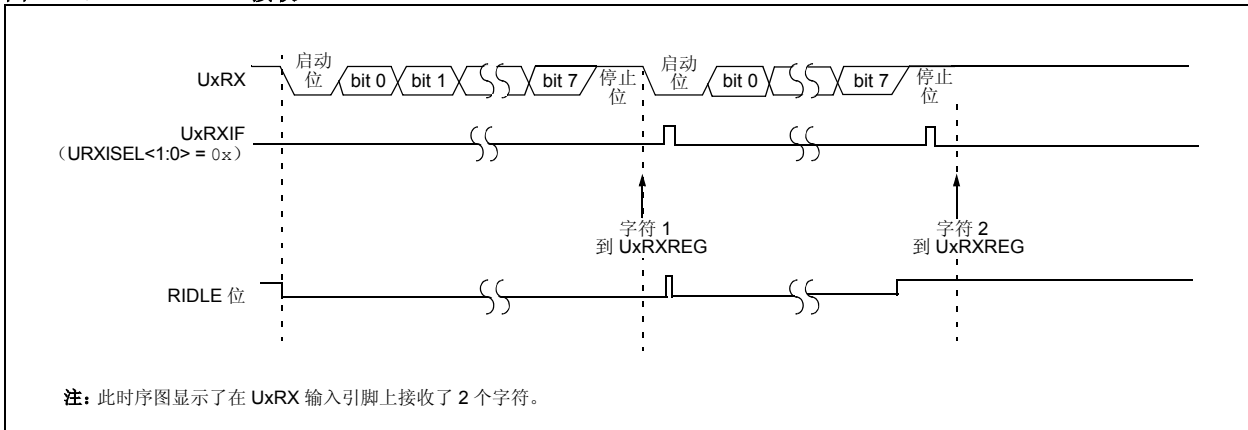 UxRX
启动
位
bit 0
bit 1
bit 7
停止
位
启动
位
bit 0
bit 7
停止
位
UxRXIF
（URXISEL<1:0> = 0x）
字符 1
到 UxRXREG
字符 2
到 UxRXREG
RIDLE 位
注：此时序图显示了在 UxRX 输入引脚上接收了 2 个字符。